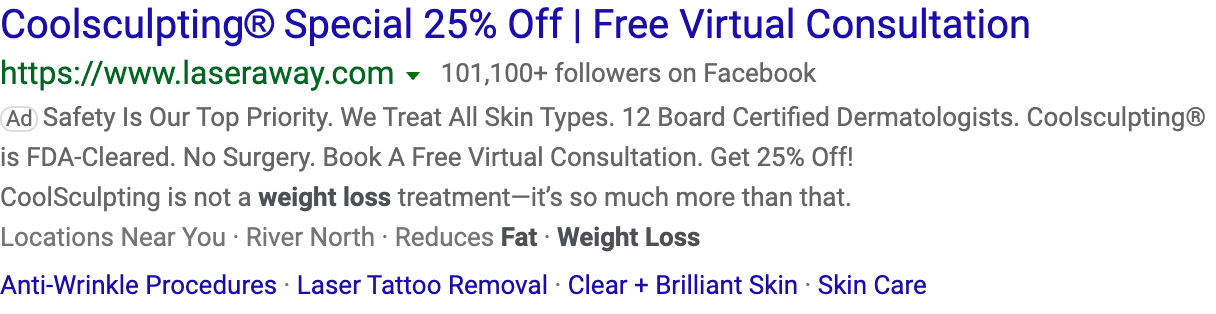 Coolsculpting® Special 25% Off | Free Virtual Consultation
https://www.laseraway.com 101,100+ followers on Facebook
Ad Safety Is Our Top Priority. We Treat All Skin Types. 12 Board Certified Dermatologists. Coolsculpting®
is FDA-Cleared. No Surgery. Book A Free Virtual Consultation. Get 25% Off!
CoolSculpting is not a weight loss treatment—it’s so much more than that.
Locations Near You · River North · Reduces Fat · Weight Loss
Anti-Wrinkle Procedures · Laser Tattoo Removal · Clear + Brilliant Skin · Skin Care